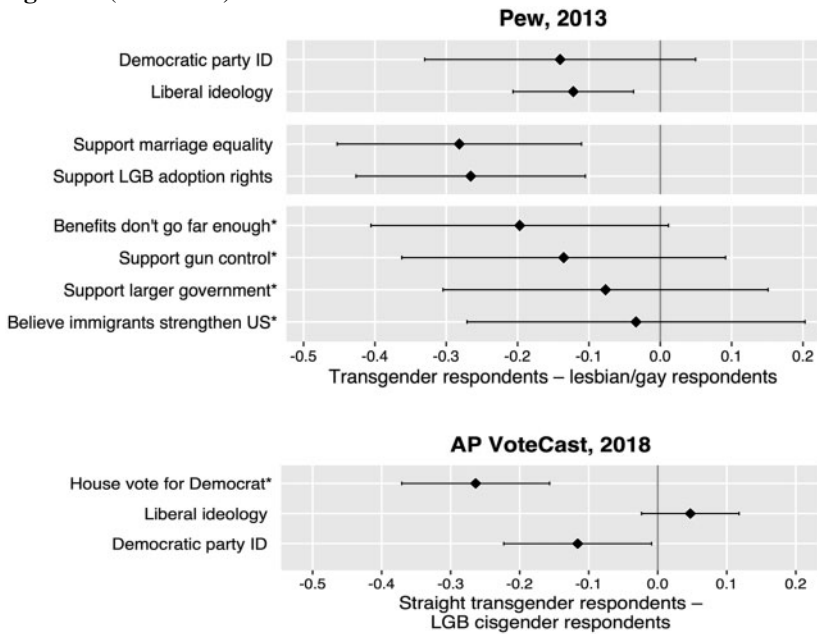 Pew, 2013
Democratic party ID
Liberal ideology
Support marriage equality
Support LGB adoption rights
Benefits don't go far enough*
Support gun control*
Support larger government*
Believe immigrants strengthen US*
-0.5 -0.4 -0.3 -0.2 -0.1 0.0 0.1 0.2
Transgender respondents – lesbian/gay respondents
AP VoteCast, 2018
House vote for Democrat*
Liberal ideology
Democratic party ID
-0.5 -0.4 -0.3 -0.2 -0.1 0.0 0.1 0.2
Straight transgender respondents –
LGB cisgender respondents